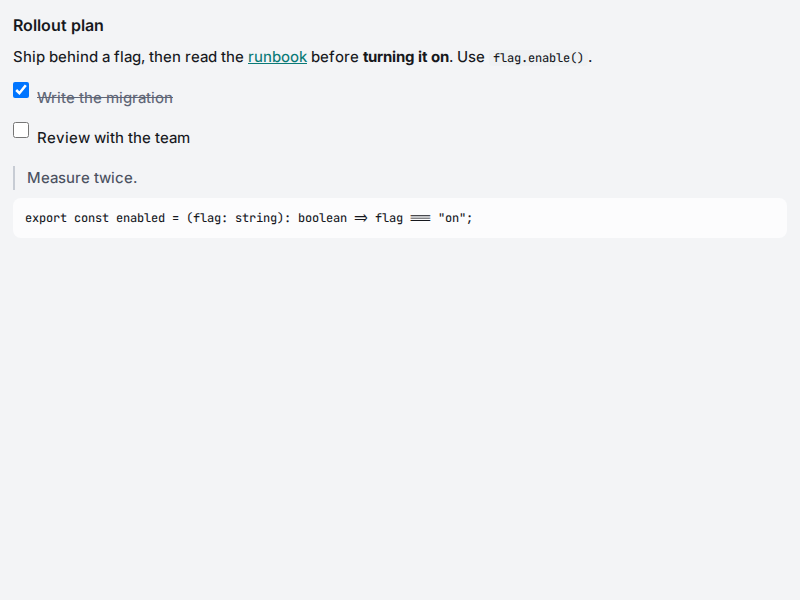 Rollout plan
Ship behind a flag, then read the runbook before turning it on. Use flag.enable().
Write the migration
Review with the team
Measure twice.
export const enabled = (flag: string): boolean => flag === "on";